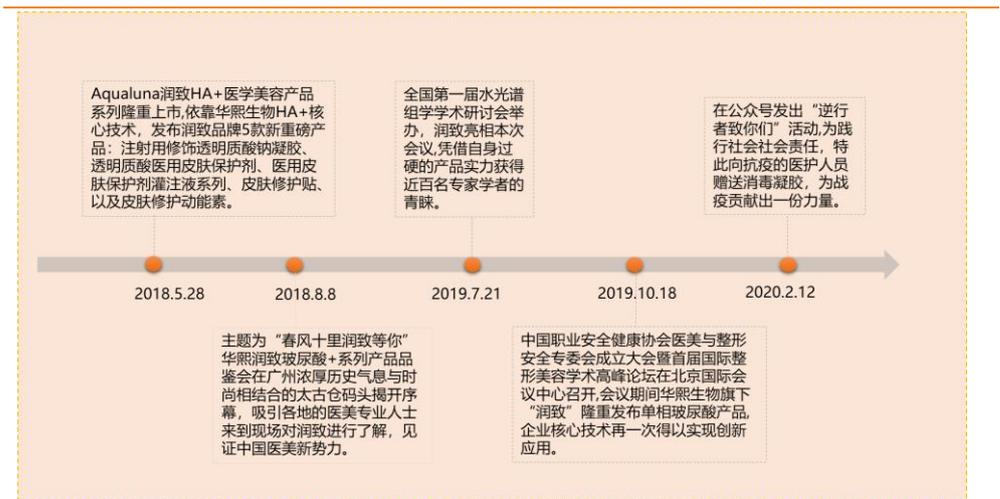 Aqualuna润致HA+医学美容产品
系列隆重上市,依靠华熙生物HA+核
心技术，发布润致品牌5款新重磅产
品：注射用修饰透明质酸钠凝胶、
透明质酸医用皮肤保护剂、医用皮
肤保护剂灌注液系列、皮肤修护贴、
以及皮肤修护动能素。
全国第一届水光谱
组学学术研讨会举
办，润致亮相本次
会议,凭借自身过
硬的产品实力获得
近百名专家学者的
青睐。
在公众号发出“逆行
者致你们”活动,为践
行社会社会责任，特
此向抗疫的医护人员
赠送消毒凝胶，为战
疫贡献出一份力量。
2018.5.28
2018.8.8
2019.7.21
2019.10.18
2020.2.12
主题为“春风十里润致等你”
华熙润致玻尿酸+系列产品品
鉴会在广州浓厚历史气息与时
尚相结合的太古仓码头揭开序
幕，吸引各地的医美专业人士
来到现场对润致进行了解，见
证中国医美新势力。
中国职业安全健康协会医美与整形
安全专委会成立大会暨首届国际整
形美容学术高峰论坛在北京国际会
议中心召开,会议期间华熙生物旗下
“润致”隆重发布单相玻尿酸产品,
企业核心技术再一次得以实现创新
应用。